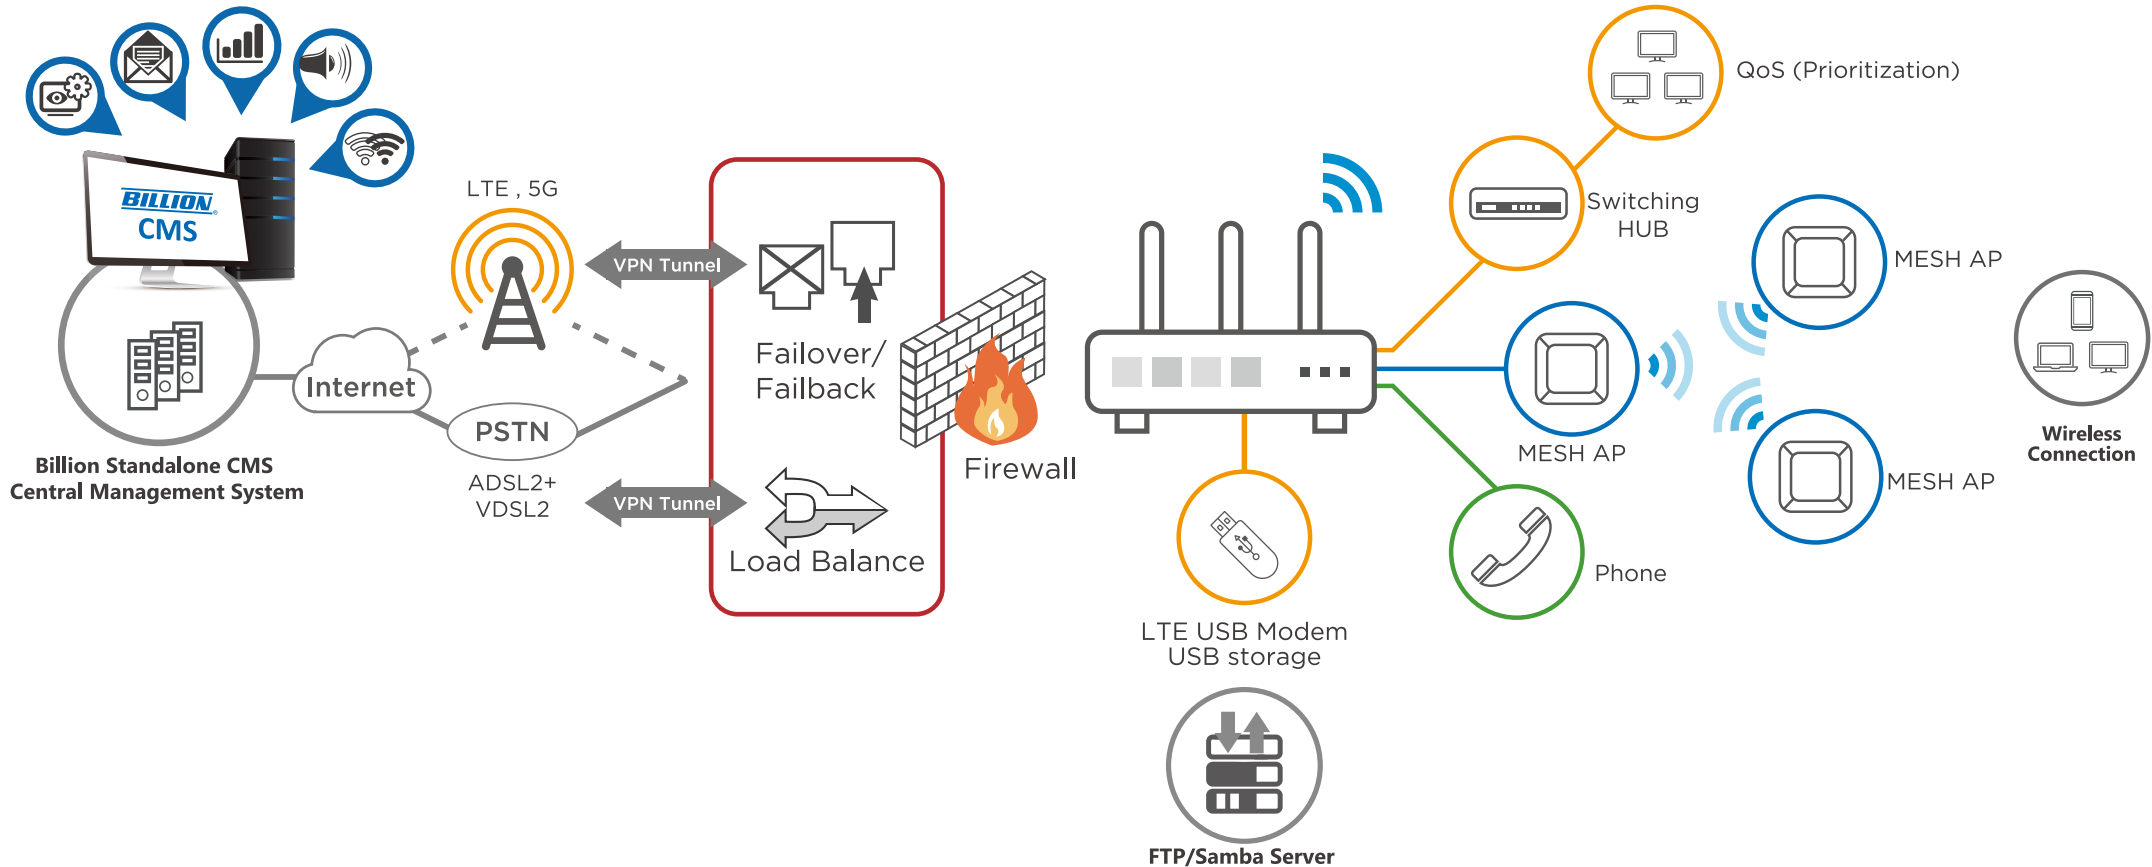 BILLION®
CMS
Billion Standalone CMS
Central Management System
Internet
LTE , 5G
PSTN
ADSL2+
VDSL2
VPN Tunnel
VPN Tunnel
Failover/
Failback
Load Balance
Firewall
LTE USB Modem
USB storage
FTP/Samba Server
QoS (Prioritization)
Switching
HUB
MESH AP
MESH AP
MESH AP
Phone
Wireless
Connection